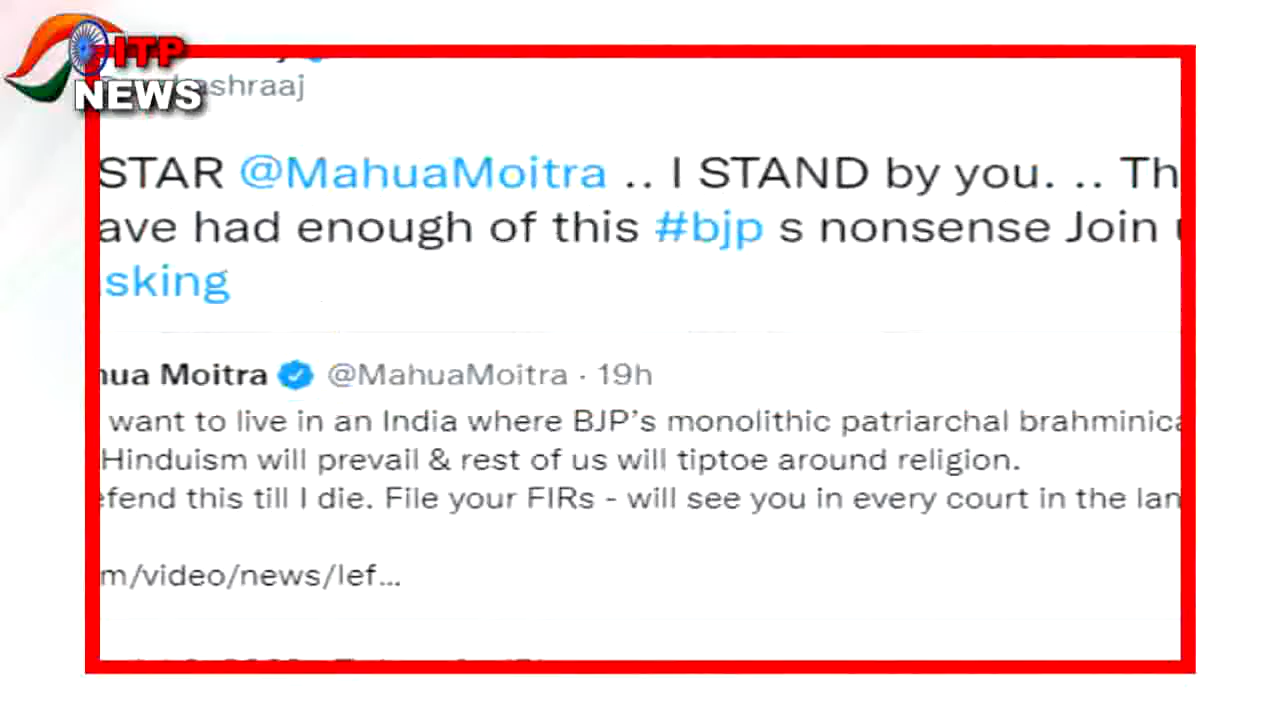 ITP
NEWS
ashraaj
STAR @MahuaMoitra .. I STAND by you. .. Th
ave had enough of this #bjp s nonsense Join
sking
hua Moitra @MahuaMoitra · 19h
want to live in an India where BJP's monolithic patriarchal brahminica
Hinduism will prevail & rest of us will tiptoe around religion.
efend this till I die. File your FIRs - will see you in every court in the lan
m/video/news/lef...